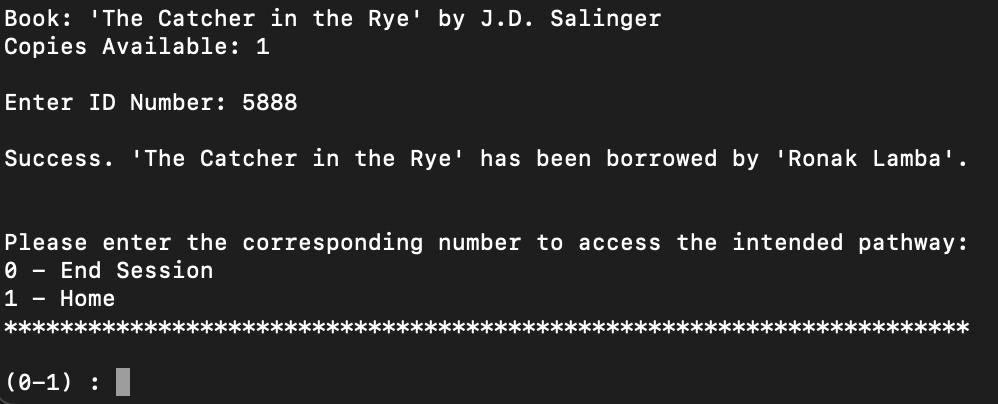 Book: 'The Catcher in the Rye' by J.D. Salinger
Copies Available: 1
Enter ID Number: 5888
Success. 'The Catcher in the Rye' has been borrowed by 'Ronak Lamba'.
Please enter the corresponding number to access the intended pathway:
0 - End Session
1 - Home
*********************************************************************
(0-1) :